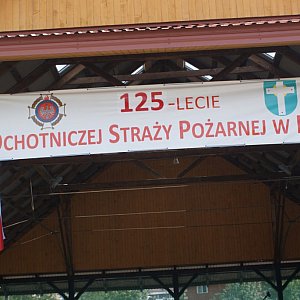 125-LECIE
OCHOTNICZEJ STRAŻY POŻARNEJ W